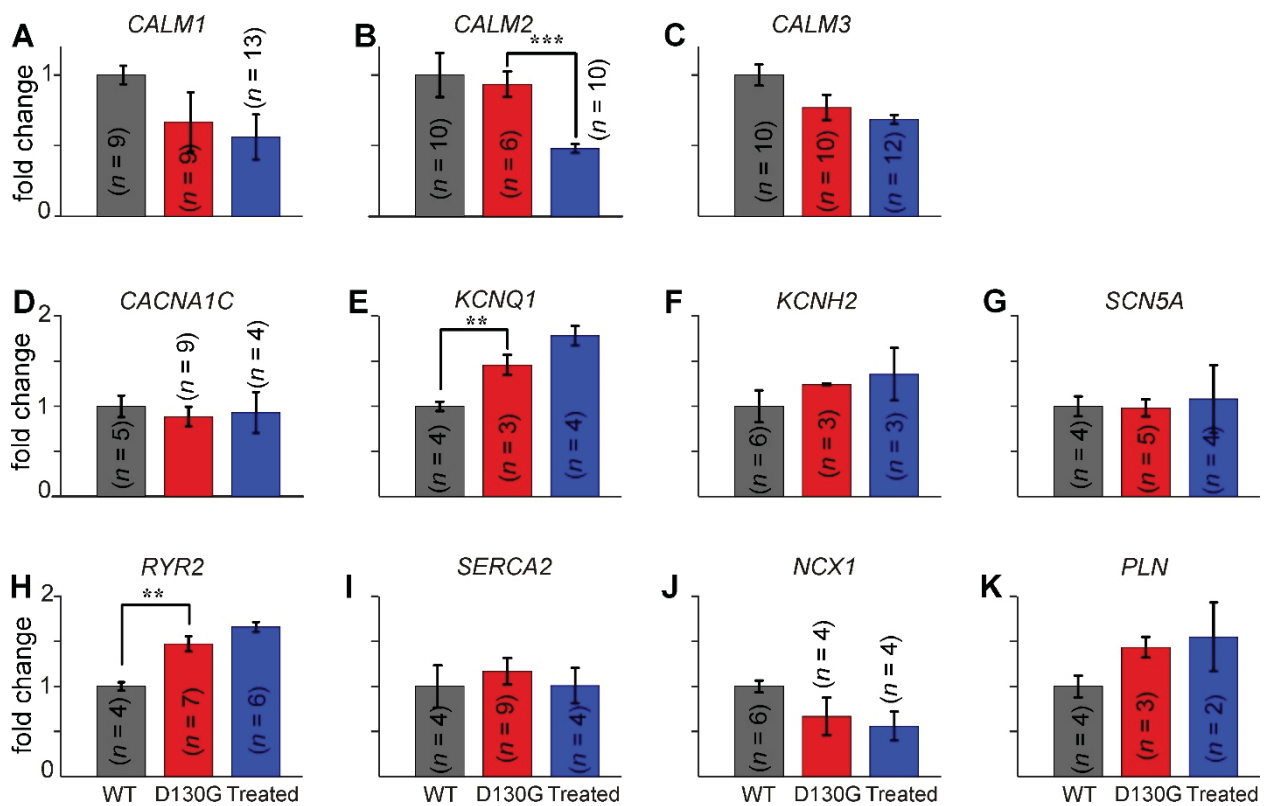 A CALM1
B CALM2
C CALM3
fold change
1
0
(n = 9)
(n = 9)
(n = 13)
***
(n = 10)
(n = 6)
(n = 10)
(n = 10)
(n = 10)
(n = 12)
D CACNA1C
E KCNQ1
F KCNH2
G SCN5A
fold change
2
1
0
(n = 5)
(n = 9)
(n = 4)
**
(n = 4)
(n = 3)
(n = 4)
(n = 6)
(n = 3)
(n = 3)
(n = 4)
(n = 5)
(n = 4)
H RYR2
I SERCA2
J NCX1
K PLN
fold change
2
1
0
**
(n = 4)
(n = 7)
(n = 6)
(n = 4)
(n = 9)
(n = 4)
(n = 6)
(n = 4)
(n = 4)
(n = 4)
(n = 3)
(n = 2)
WT D130G Treated
WT D130G Treated
WT D130G Treated
WT D130G Treated